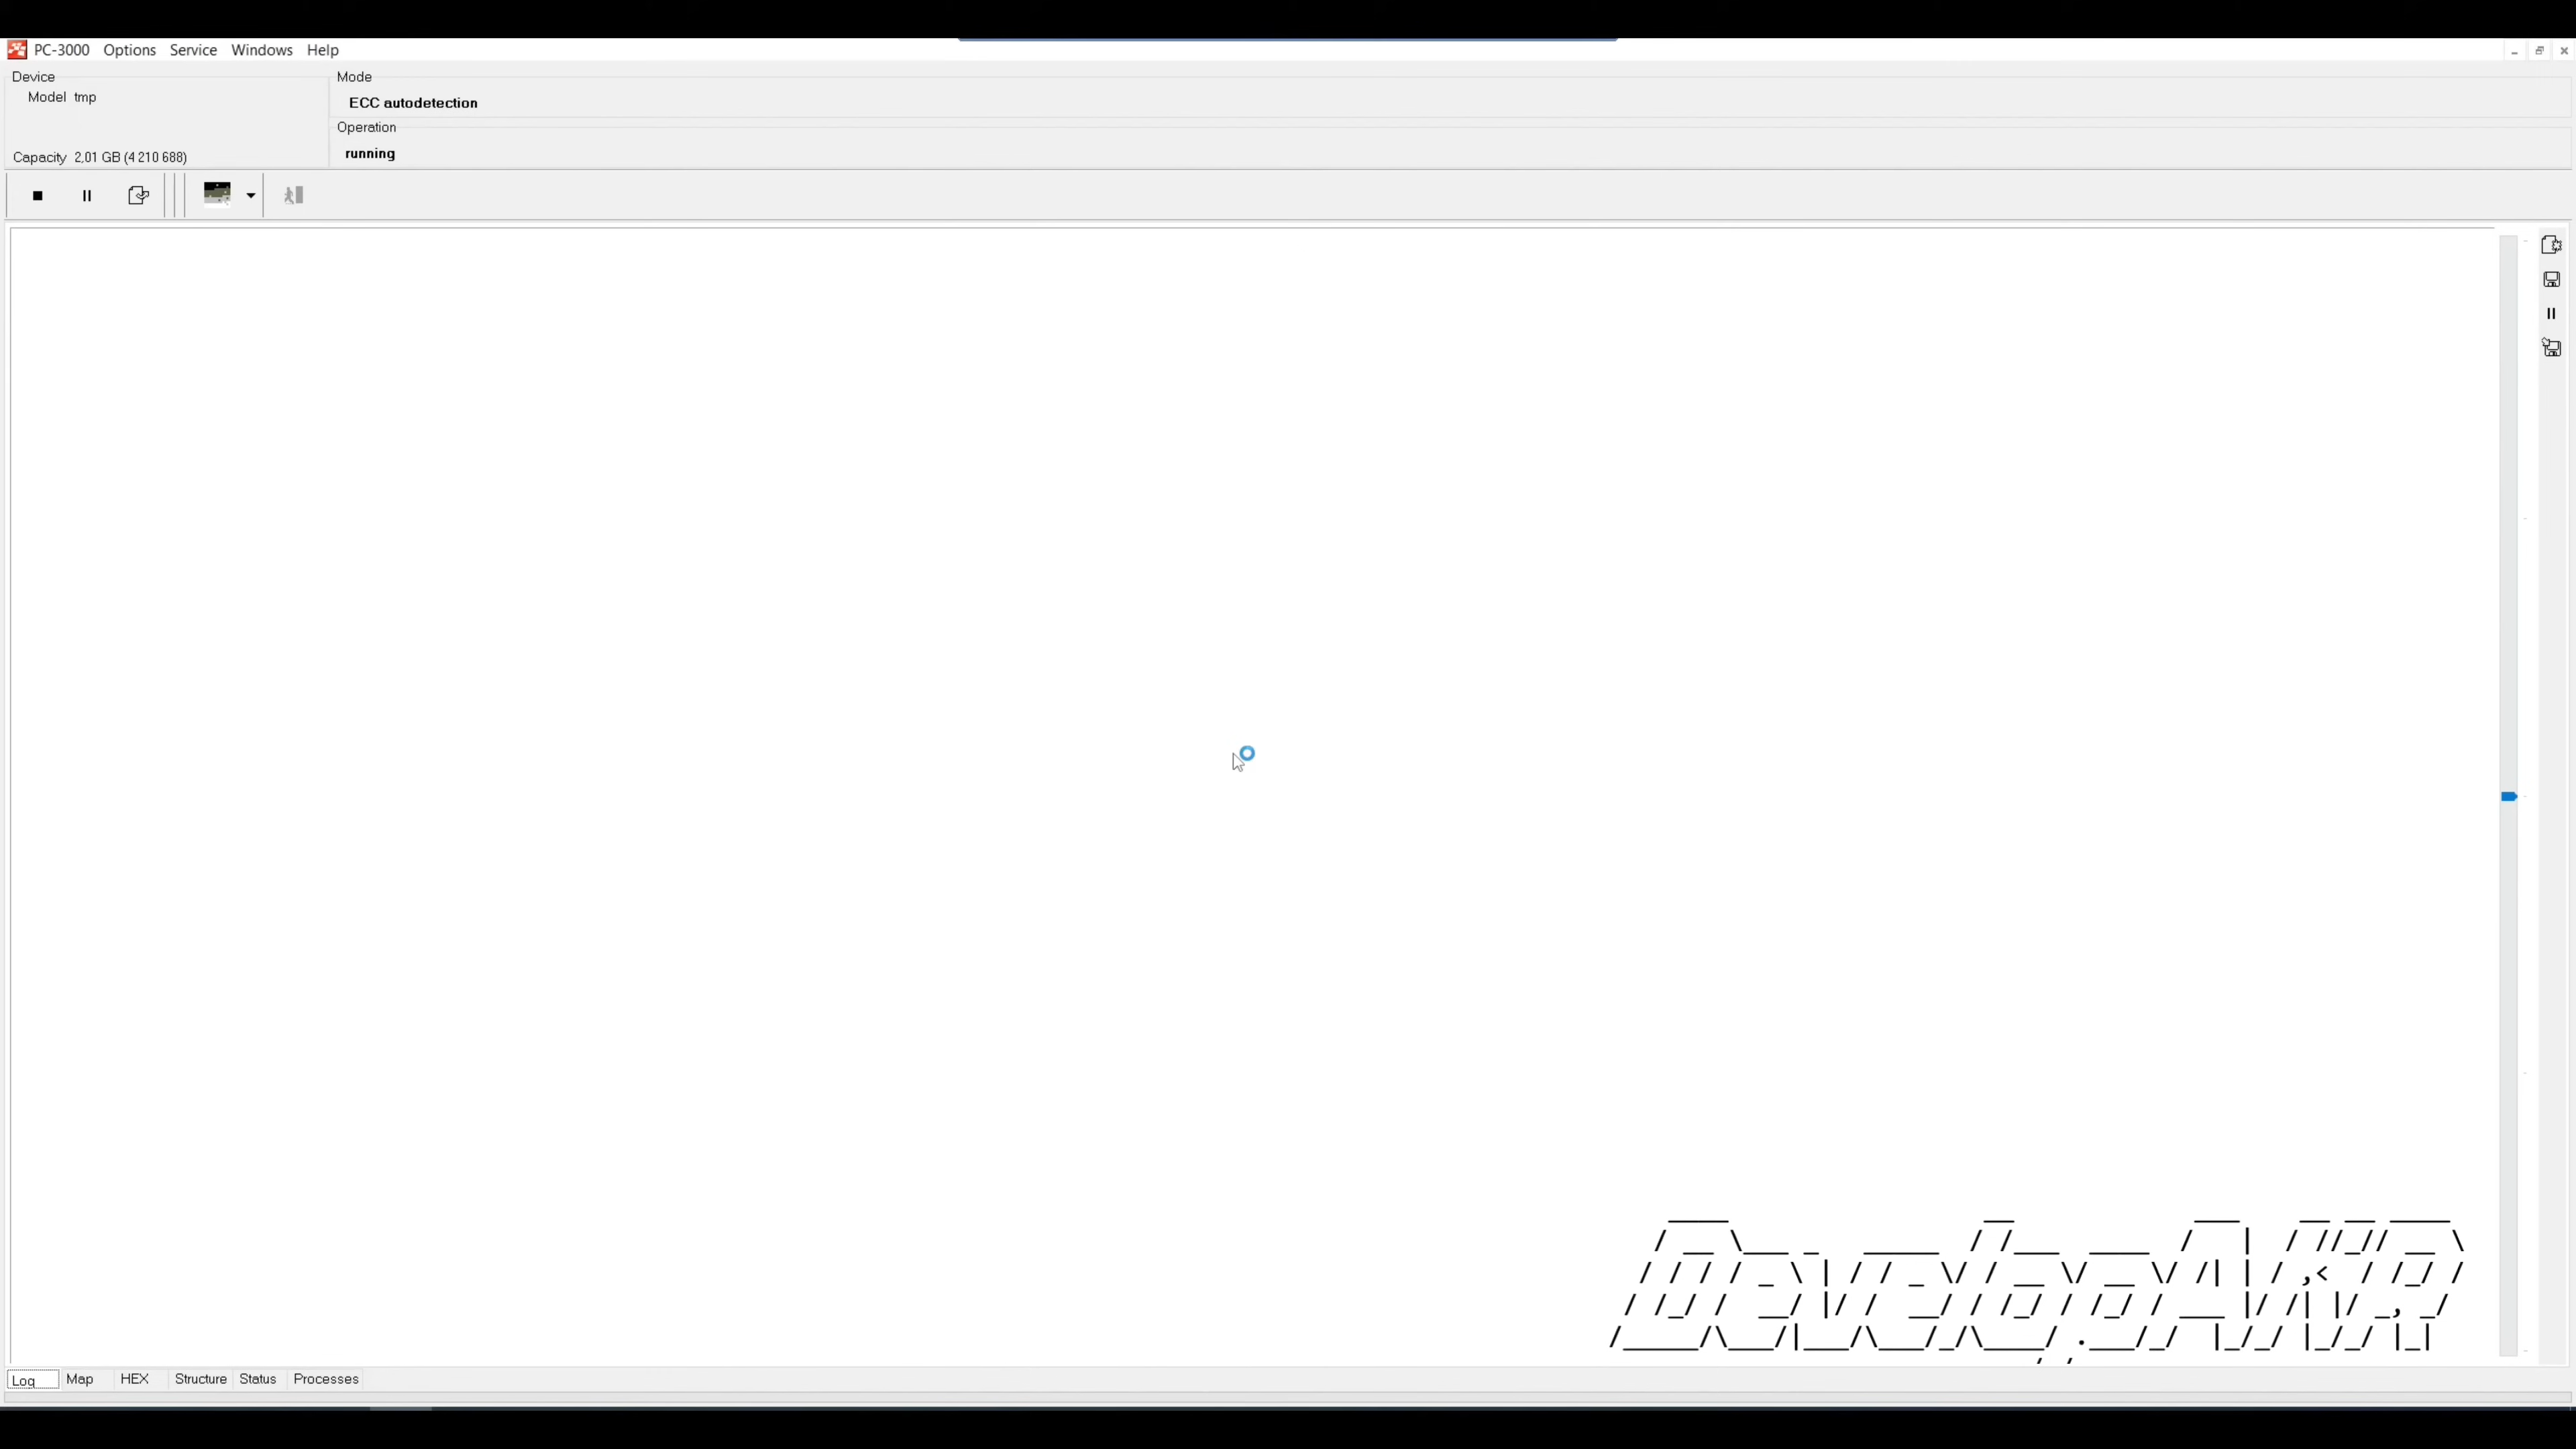 PC-3000 Options Service Windows Help
Device
Model tmp
Capacity 2,01 GB (4 210 688)
Mode
ECC autodetection
Operation
running
DevelopAKR
Log Map HEX Structure Status Processes